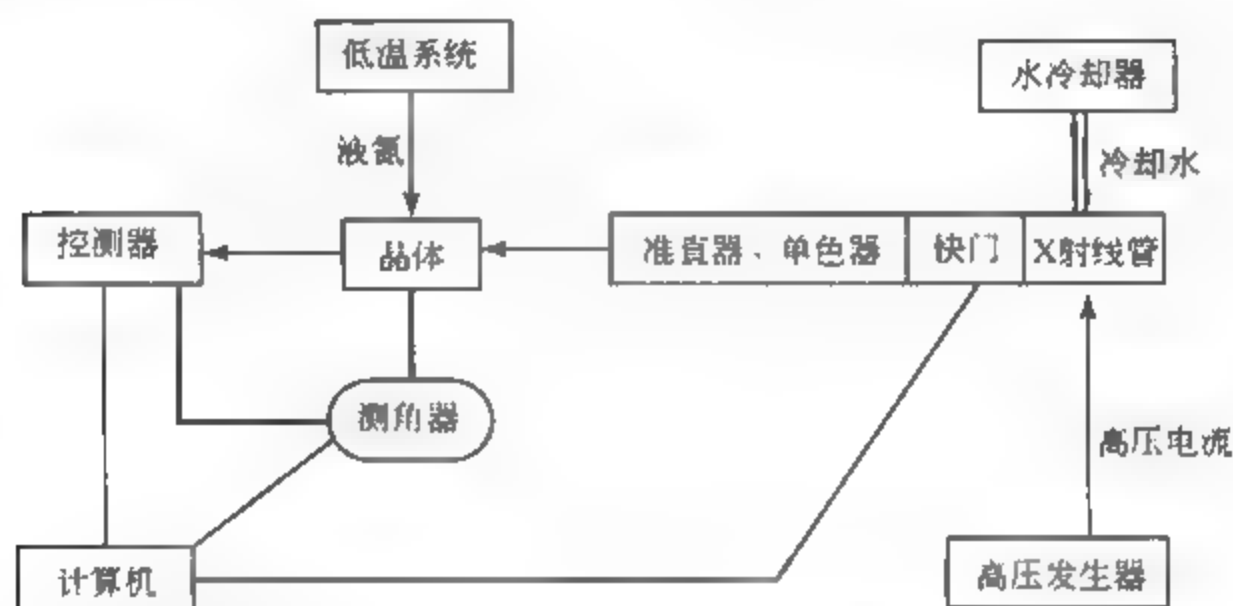 低温系统
水冷却器
液氮
冷却水
控测器
晶体
准直器、单色器
快门
X射线管
测角器
高压电流
计算机
高压发生器